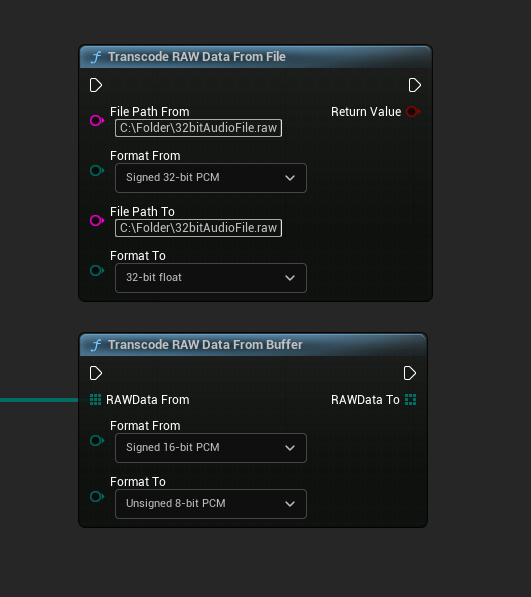 Transcode RAW Data From File
File Path From
Return Value
C:\Folder\32bitAudioFile.raw
Format From
Signed 32-bit PCM
File Path To
C:\Folder\32bitAudioFile.raw
Format To
32-bit float
Transcode RAW Data From Buffer
RAWData From
RAWData To
Format From
Signed 16-bit PCM
Format To
Unsigned 8-bit PCM